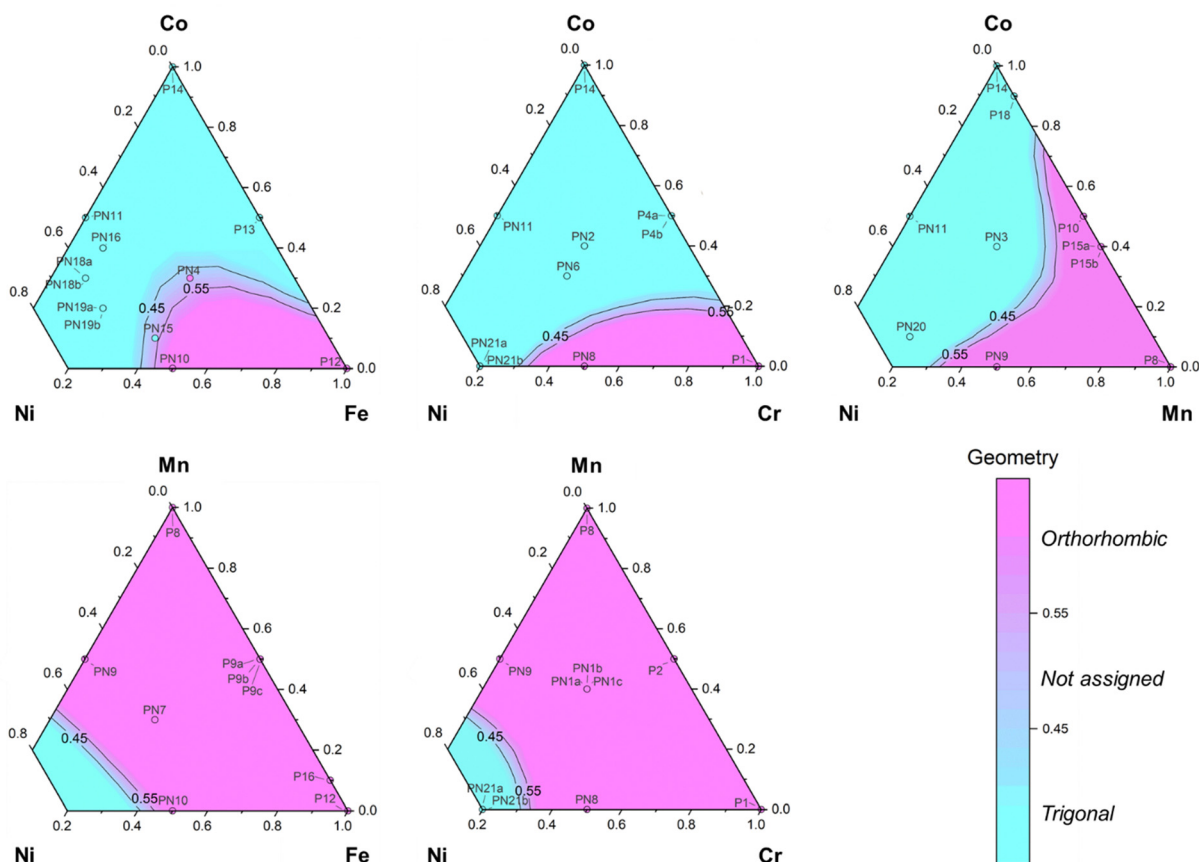 Co
0.0
1.0
P14
0.2
0.8
0.4
0.6
PN11
P13
0.6
PN16
0.4
PN18a
PN4
0.8
PN18b
0.55
PN19a
0.45
0.2
PN19b
PN15
PN10
P12
0.0
0.2
0.4
0.6
0.8
1.0
Ni
Fe
Co
0.0
1.0
P14
0.2
0.8
0.4
0.6
P4a
PN11
P4b
0.6
PN2
0.4
PN6
0.8
0.2
0.55
0.45
PN21a
PN21b
PN8
P1
0.0
0.2
0.4
0.6
0.8
1.0
Ni
Cr
Co
0.0
1.0
P14
P18
0.2
0.8
0.4
0.6
PN11
P10
0.6
PN3
P15a
0.4
P15b
0.8
0.2
PN20
0.45
0.55
PN9
P8
0.0
0.2
0.4
0.6
0.8
1.0
Ni
Mn
Mn
0.0
1.0
P8
0.2
0.8
0.4
0.6
PN9
P9a
P9b
P9c
0.6
0.4
PN7
0.8
0.45
0.2
P16
0.55
PN10
P12
0.0
0.2
0.4
0.6
0.8
1.0
Ni
Fe
Mn
0.0
1.0
P8
0.2
0.8
0.4
0.6
PN9
PN1b
P2
PN1a
PN1c
0.6
0.4
0.8
0.45
0.2
PN21a
0.55
PN21b
PN8
P1
0.0
0.2
0.4
0.6
0.8
1.0
Ni
Cr
Geometry
Orthorhombic
0.55
Not assigned
0.45
Trigonal